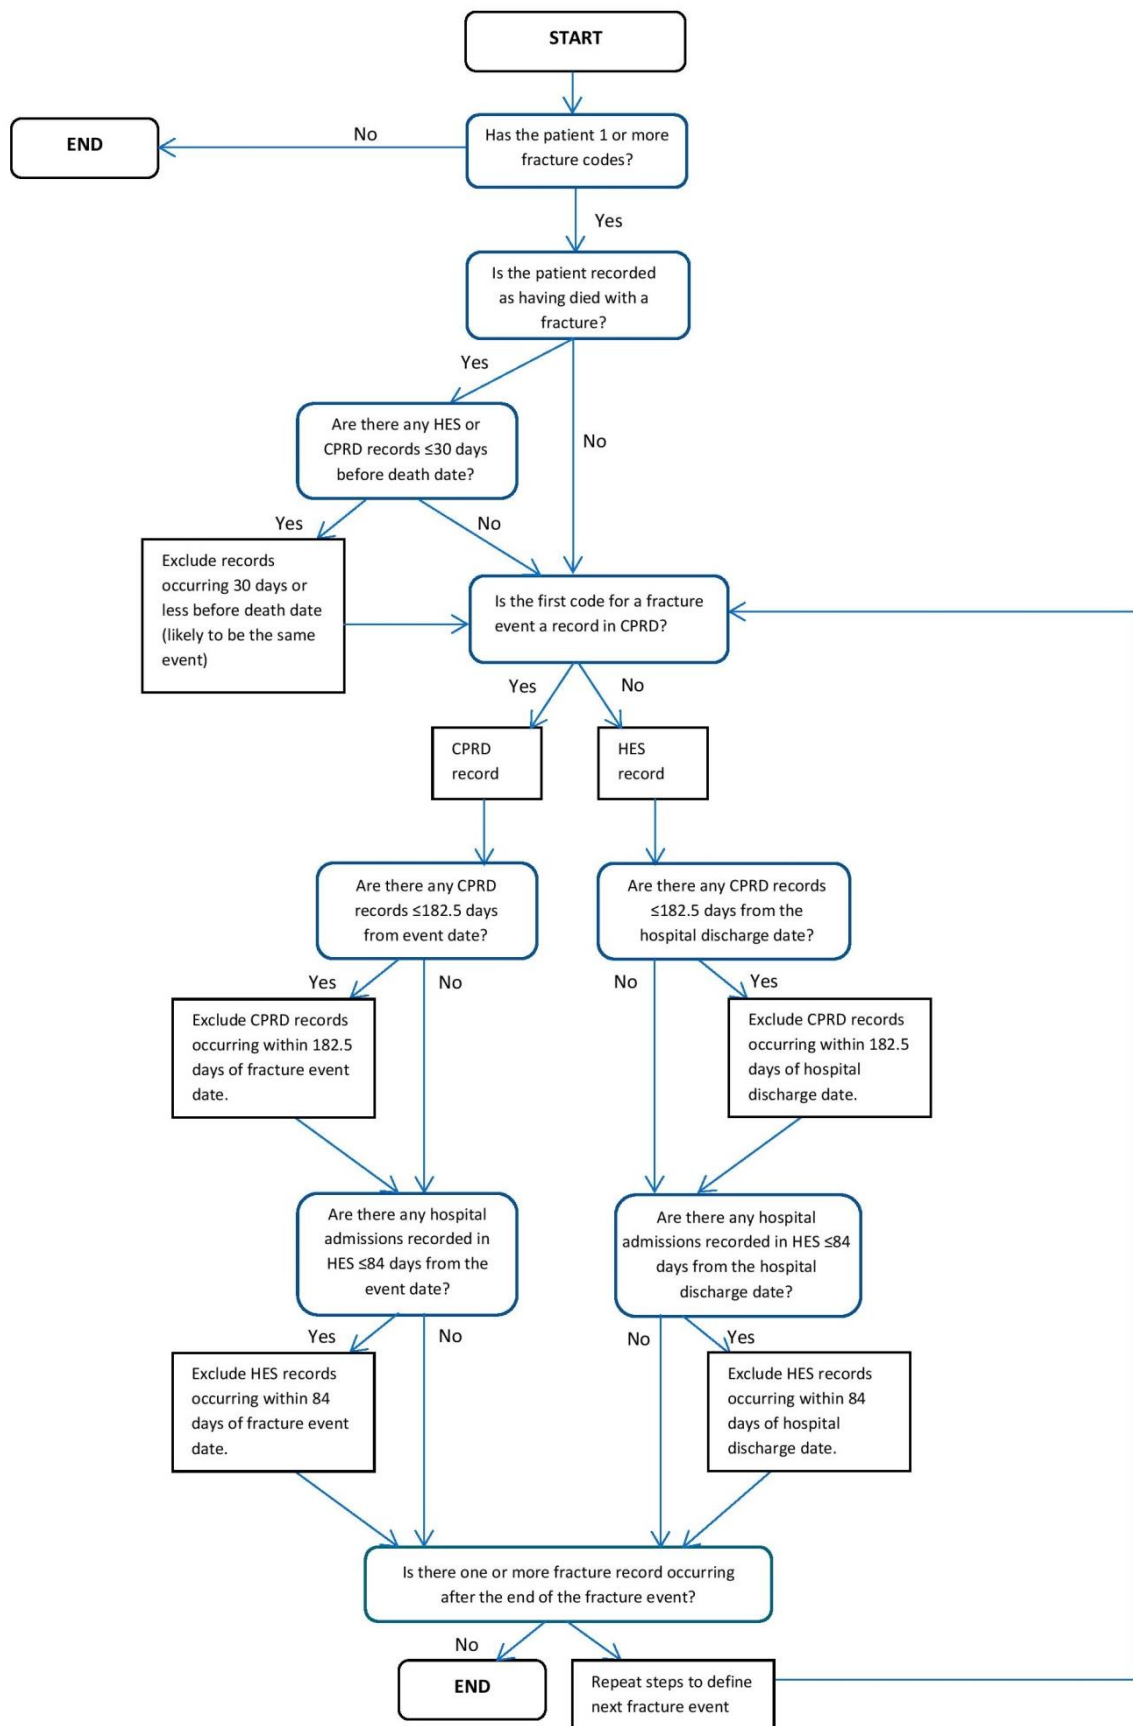 START
END
No
Has the patient 1 or more
fracture codes?
Yes
Is the patient recorded
as having died with a
fracture?
Yes
Are there any HES or
CPRD records ≤30 days
before death date?
No
Yes
No
Exclude records
occurring 30 days or
less before death date
(likely to be the same
event)
Is the first code for a fracture
event a record in CPRD?
Yes
No
CPRD
record
HES
record
Are there any CPRD
records ≤182.5 days
from event date?
Are there any CPRD records
≤182.5 days from the
hospital discharge date?
Yes
No
No
Yes
Exclude CPRD records
occurring within 182.5
days of fracture event
date.
Exclude CPRD records
occurring within 182.5
days of hospital
discharge date.
Are there any hospital
admissions recorded in
HES ≤84 days from the
event date?
Are there any hospital
admissions recorded in HES ≤84
days from the hospital
discharge date?
Yes
No
No
Yes
Exclude HES records
occurring within 84
days of fracture event
date.
Exclude HES records
occurring within 84
days of hospital
discharge date.
Is there one or more fracture record occurring
after the end of the fracture event?
No
END
Repeat steps to define
next fracture event